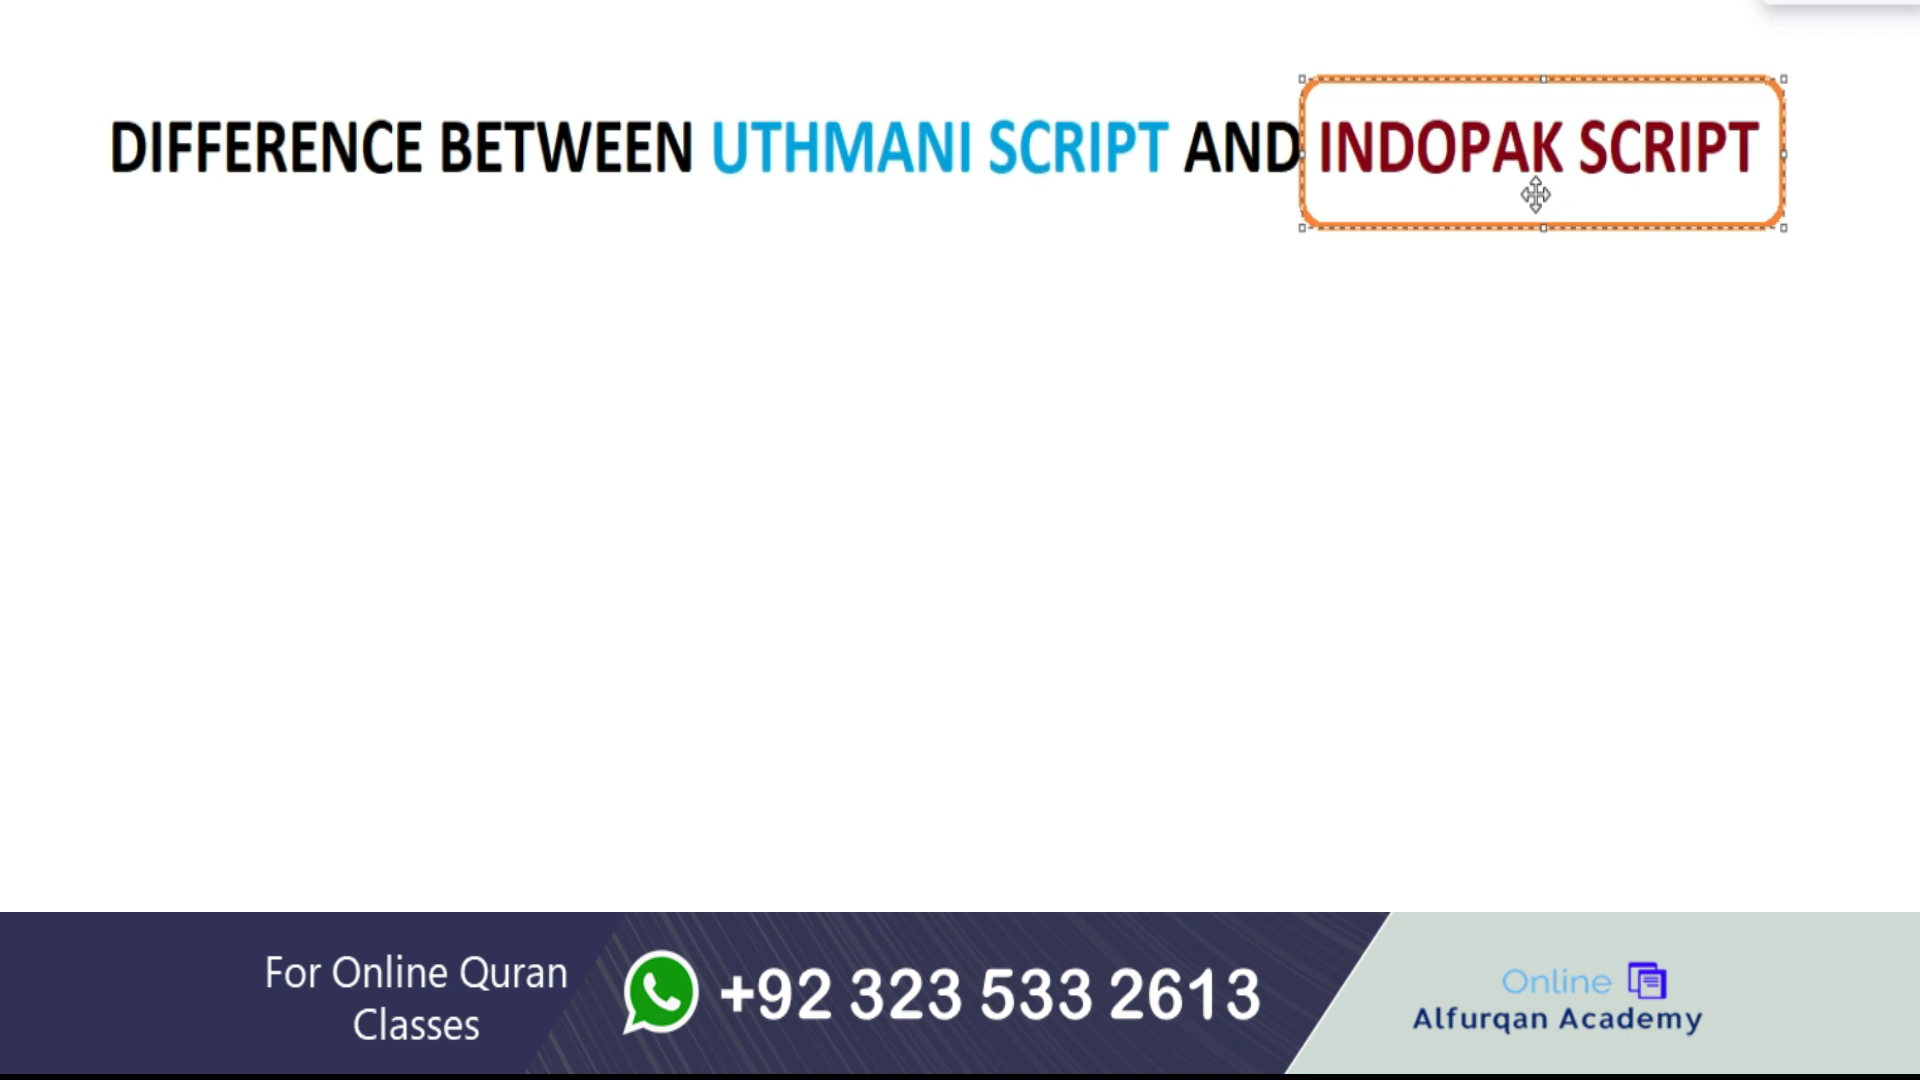 DIFFERENCE BETWEEN UTHMANI SCRIPT AND INDOPAK SCRIPT
For Online Quran
Classes
+92 323 533 2613
Online
Alfurqan Academy